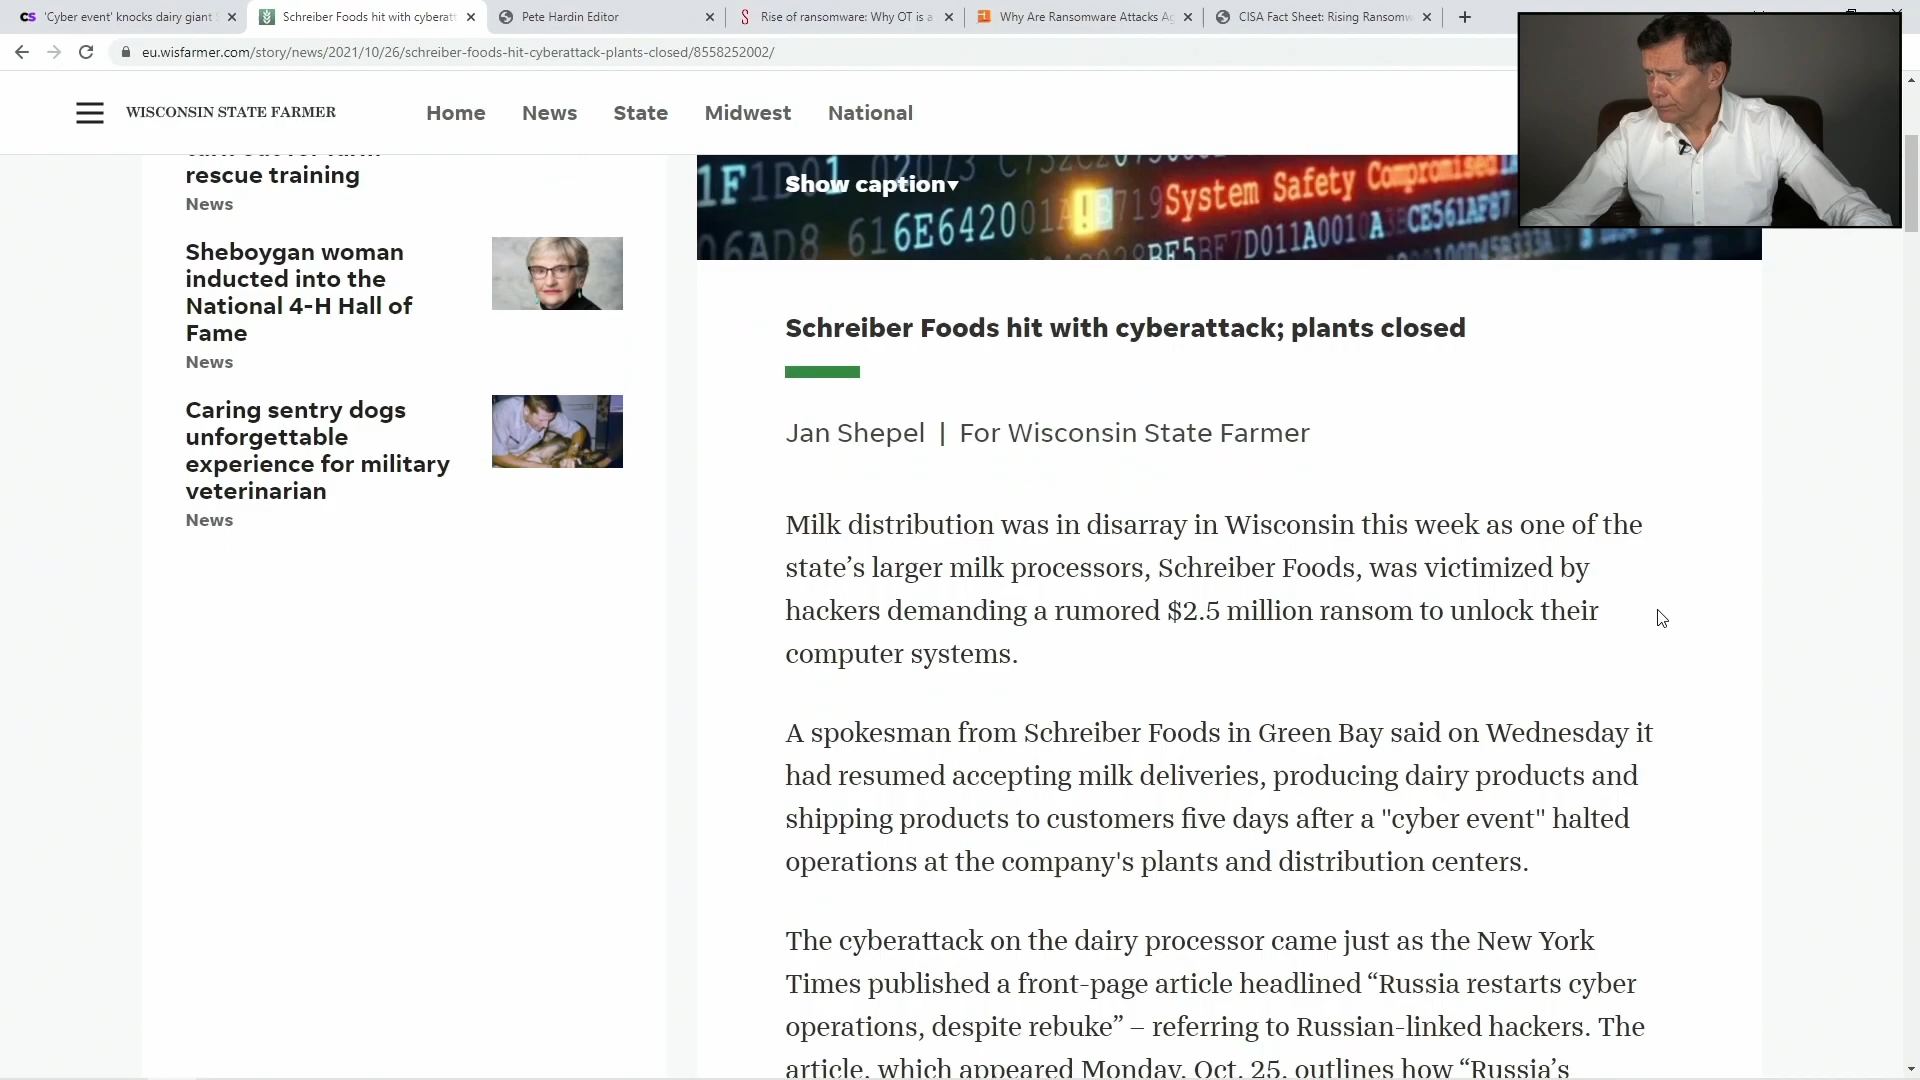 'Cyber event' knocks dairy giant
Schreiber Foods hit with cyberatt
Pete Hardin Editor
Rise of ransomware: Why OT is a
Why Are Ransomware Attacks Ag
CISA Fact Sheet: Rising Ransomw
eu.wisfarmer.com/story/news/2021/10/26/schreiber-foods-hit-cyberattack-plants-closed/8558252002/
WISCONSIN STATE FARMER
Home
News
State
Midwest
National
rescue training
News
Sheboygan woman
inducted into the
National 4-H Hall of
Fame
News
Caring sentry dogs
unforgettable
experience for military
veterinarian
News
Show caption
System Safety Compromised
Schreiber Foods hit with cyberattack; plants closed
Jan Shepel | For Wisconsin State Farmer
Milk distribution was in disarray in Wisconsin this week as one of the
state’s larger milk processors, Schreiber Foods, was victimized by
hackers demanding a rumored $2.5 million ransom to unlock their
computer systems.
A spokesman from Schreiber Foods in Green Bay said on Wednesday it
had resumed accepting milk deliveries, producing dairy products and
shipping products to customers five days after a "cyber event" halted
operations at the company's plants and distribution centers.
The cyberattack on the dairy processor came just as the New York
Times published a front-page article headlined “Russia restarts cyber
operations, despite rebuke” – referring to Russian-linked hackers. The
article, which appeared Monday, Oct. 25, outlines how “Russia’s